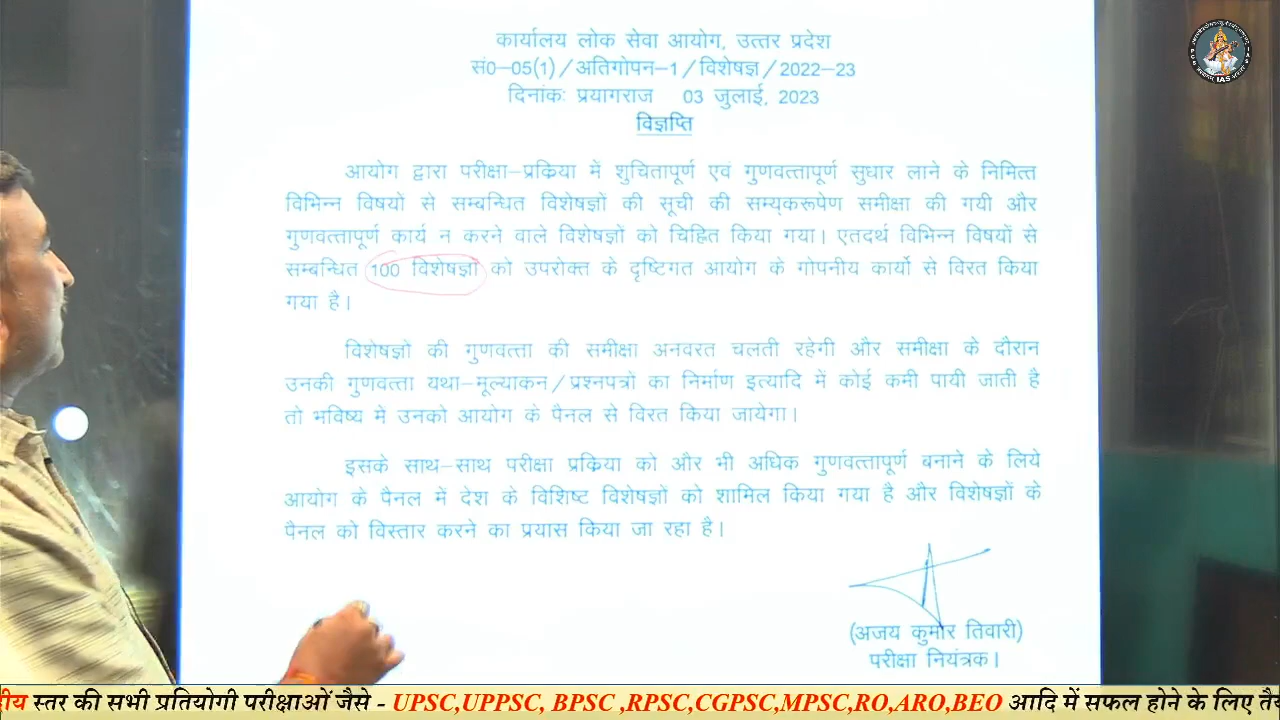 कार्यालय लोक सेवा आयोग, उत्तर प्रदेश
सं0–05(1)/अतिगोपन–1/विशेषज्ञ/2022–23
दिनांकः प्रयागराज 03 जुलाई, 2023
विज्ञप्ति
आयोग द्वारा परीक्षा–प्रक्रिया में शुचितापूर्ण एवं गुणवत्तापूर्ण सुधार लाने के निमित्त
विभिन्न विषयों से सम्बन्धित विशेषज्ञों की सूची की सम्यकरूपेण समीक्षा की गयी और
गुणवत्तापूर्ण कार्य न करने वाले विशेषज्ञों को चिह्नित किया गया। एतदर्थ विभिन्न विषयों से
सम्बन्धित 100 विशेषज्ञों को उपरोक्त के दृष्टिगत आयोग के गोपनीय कार्यो से विरत किया
गया है।
विशेषज्ञों की गुणवत्ता की समीक्षा अनवरत चलती रहेगी और समीक्षा के दौरान
उनकी गुणवत्ता यथा–मूल्याकंन/प्रश्नपत्रों का निर्माण इत्यादि में कोई कमी पायी जाती है
तो भविष्य में उनको आयोग के पैनल से विरत किया जायेगा।
इसके साथ–साथ परीक्षा प्रक्रिया को और भी अधिक गुणवत्तापूर्ण बनाने के लिये
आयोग के पैनल में देश के विशिष्ट विशेषज्ञों को शामिल किया गया है और विशेषज्ञों के
पैनल को विस्तार करने का प्रयास किया जा रहा है।
(अजय कुमार तिवारी)
परीक्षा नियंत्रक।
IAS
स्तर की सभी प्रतियोगी परीक्षाओं जैसे - UPSC,UPPSC, BPSC ,RPSC,CGPSC,MPSC,RO,ARO,BEO आदि में सफल होने के लिए